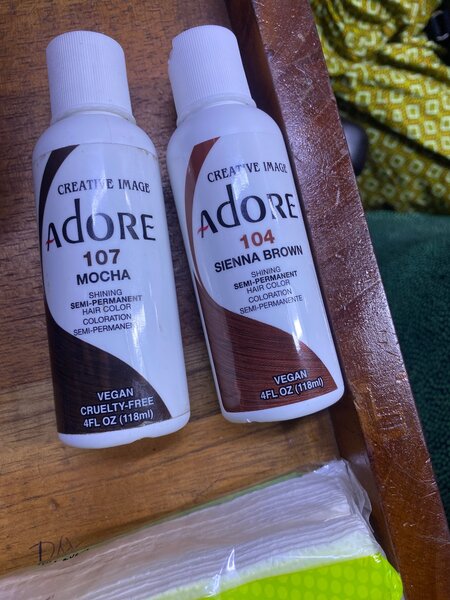 CREATIVE IMAGE
ADORE
107
MOCHA
SHINING
SEMI-PERMANENT
HAIR COLOR
COLORATION
SEMI-PERMANENTE
VEGAN
CRUELTY-FREE
4FL OZ (118ml)
CREATIVE IMAGE
ADORE
104
SIENNA BROWN
SHINING
SEMI-PERMANENT
HAIR COLOR
COLORATION
SEMI-PERMANENTE
VEGAN
4FL OZ (118ml)